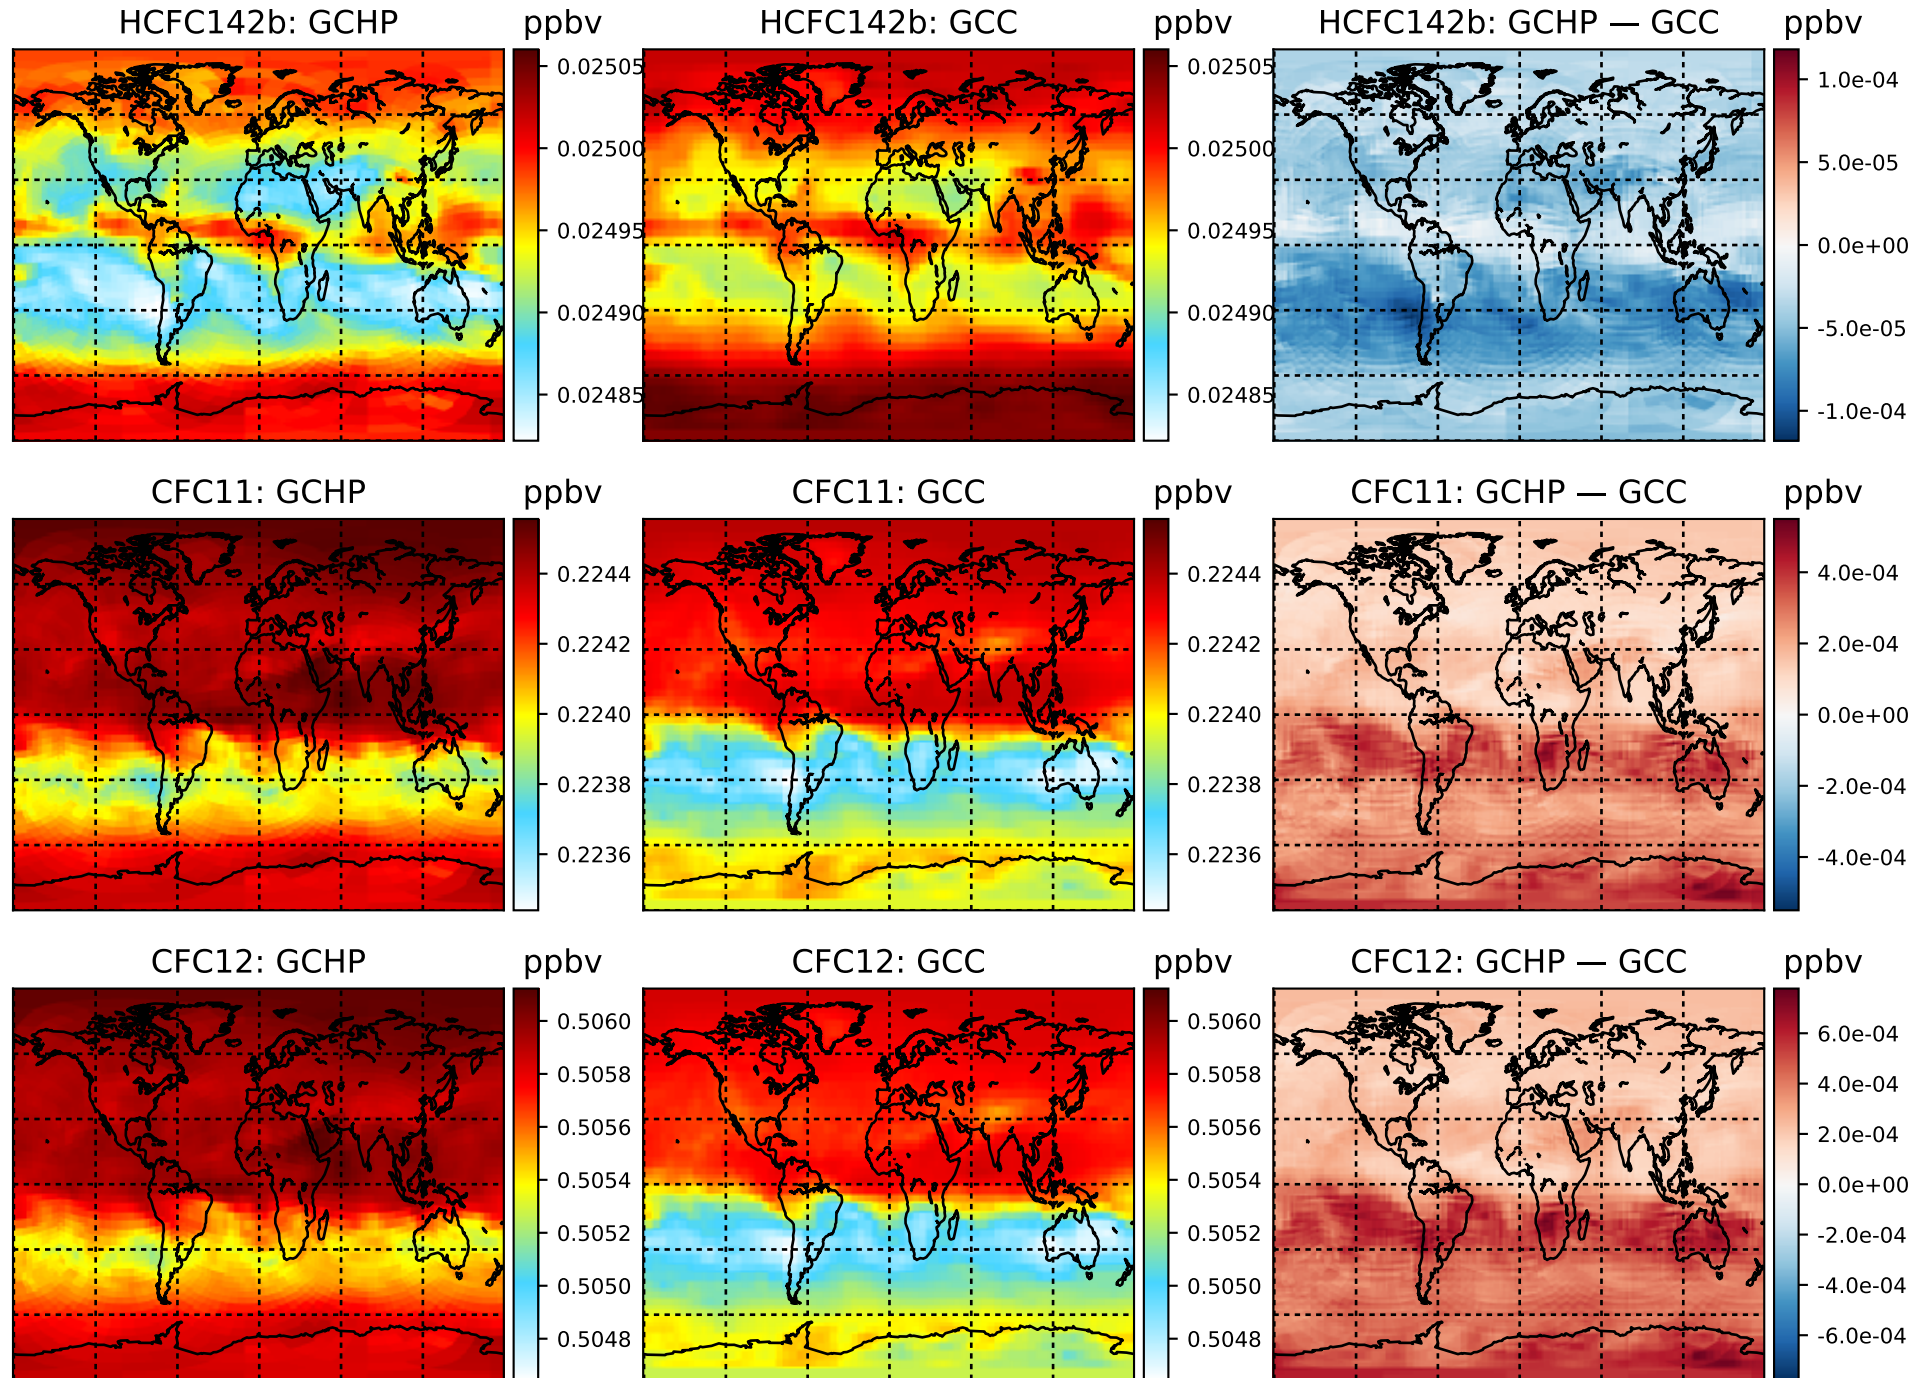 HCFC142b: GCHP ppbv HCFC142b: GCC ppbv HCFC142b: GCHP — GCC ppbv
0.02505 0.02505 1.0e-04
0.02500 0.02500 5.0e-05
0.02495 0.02495 0.0e+00
0.02490 0.02490 -5.0e-05
0.02485 0.02485 -1.0e-04
CFC11: GCHP ppbv CFC11: GCC ppbv CFC11: GCHP — GCC ppbv
0.2244 0.2244 4.0e-04
0.2242 0.2242 2.0e-04
0.2240 0.2240 0.0e+00
0.2238 0.2238 -2.0e-04
0.2236 0.2236 -4.0e-04
CFC12: GCHP ppbv CFC12: GCC ppbv CFC12: GCHP — GCC ppbv
0.5060 0.5060 6.0e-04
0.5058 0.5058 4.0e-04
0.5056 0.5056 2.0e-04
0.5054 0.5054 0.0e+00
0.5052 0.5052 -2.0e-04
0.5050 0.5050 -4.0e-04
0.5048 0.5048 -6.0e-04